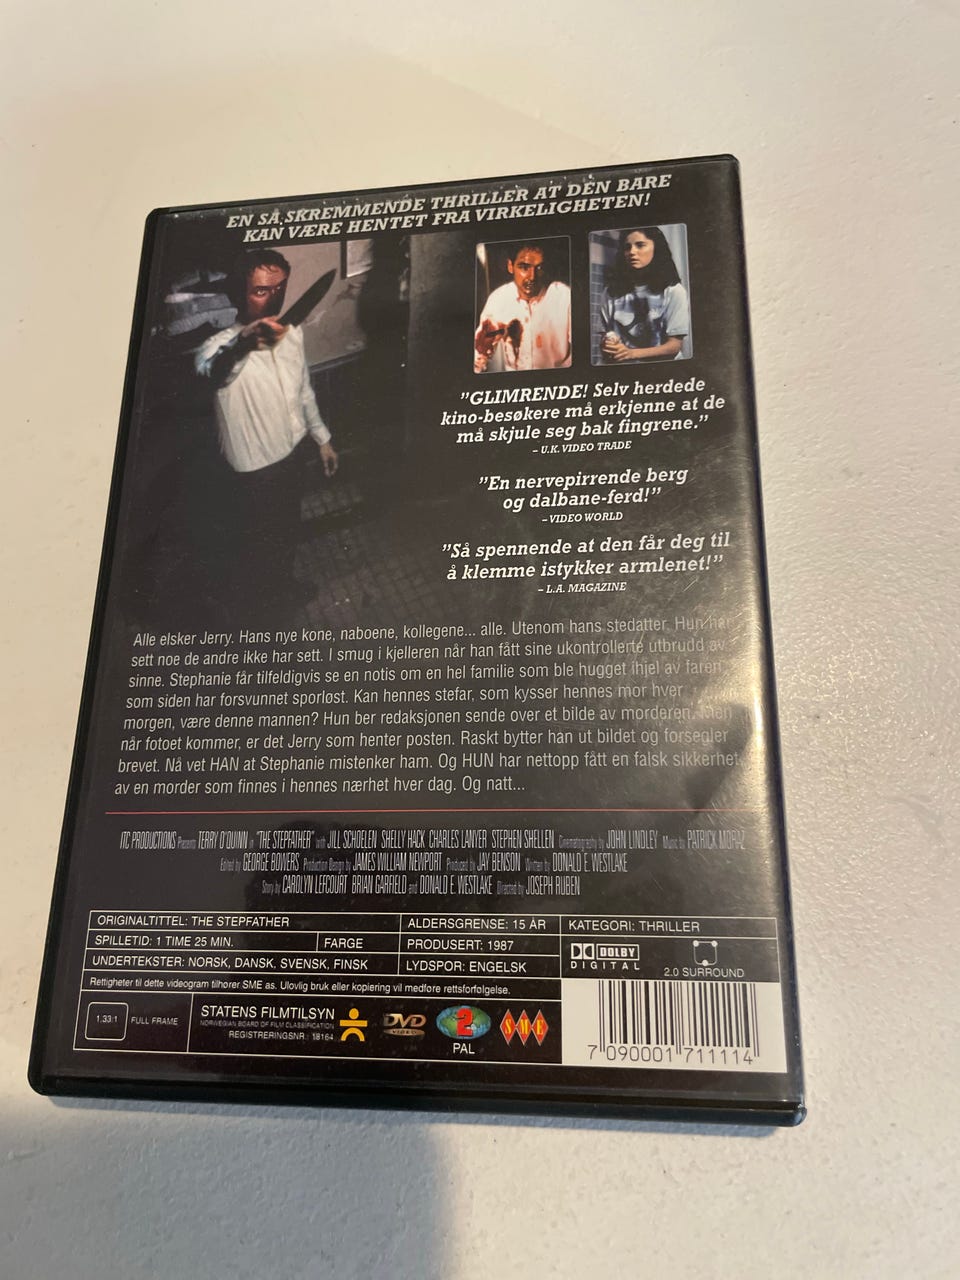 EN SÅ SKREMMENDE THRILLER AT DEN BARE
KAN VÆRE HENTET FRA VIRKELIGHETEN!
"GLIMRENDE! Selv herdede
kino-besøkere må erkjenne at de
må skjule seg bak fingrene."
– U.K. VIDEO TRADE
"En nervepirrende berg
og dalbane-ferd!"
– VIDEO WORLD
"Så spennende at den får deg til
å klemme istykker armlenet!"
– L.A. MAGAZINE
Alle elsker Jerry. Hans nye kone, naboene, kollegene... alle. Utenom hans stedatter. Hun har
sett noe de andre ikke har sett. I smug i kjelleren når han fått sine ukontrollerte utbrudd av
sinne. Stephanie får tilfeldigvis se en notis om en hel familie som ble hugget ihjel av faren,
som siden har forsvunnet sporløst. Kan hennes stefar, som kysser hennes mor hver
morgen, være denne mannen? Hun ber redaksjonen sende over et bilde av morderen. Men
når fotoet kommer, er det Jerry som henter posten. Raskt bytter han ut bildet og forsegler
brevet. Nå vet HAN at Stephanie mistenker ham. Og HUN har nettopp fått en falsk sikkerhet,
av en morder som finnes i hennes nærhet hver dag. Og natt...
ITC PRODUCTIONS Presents TERRY O'QUINN in "THE STEPFATHER" with JILL SCHOELEN SHELLY HACK CHARLES LANYER STEPHEN SHELLEN Cinematography by JOHN LINDLEY Music by PATRICK MORAZ
Edited by GEORGE BOWERS Production Design by JAMES WILLIAM NEWPORT Produced by JAY BENSON Written by DONALD E. WESTLAKE
Story by CAROLYN LEFCOURT BRIAN GARFIELD and DONALD E. WESTLAKE Directed by JOSEPH RUBEN
ORIGINALTITTEL: THE STEPFATHER ALDERSGRENSE: 15 ÅR KATEGORI: THRILLER
SPILLETID: 1 TIME 25 MIN. FARGE PRODUSERT: 1987
UNDERTEKSTER: NORSK, DANSK, SVENSK, FINSK LYDSPOR: ENGELSK
DOLBY
DIGITAL 2.0 SURROUND
Rettigheter til dette videogram tilhører SME as. Ulovlig bruk eller kopiering vil medføre rettsforfølgelse.
1.33:1 FULL FRAME
STATENS FILMTILSYN
NORWEGIAN BOARD OF FILM CLASSIFICATION
REGISTRERINGSNR.: 18164
DVD
VIDEO
2
PAL
SME
7 090001 711114